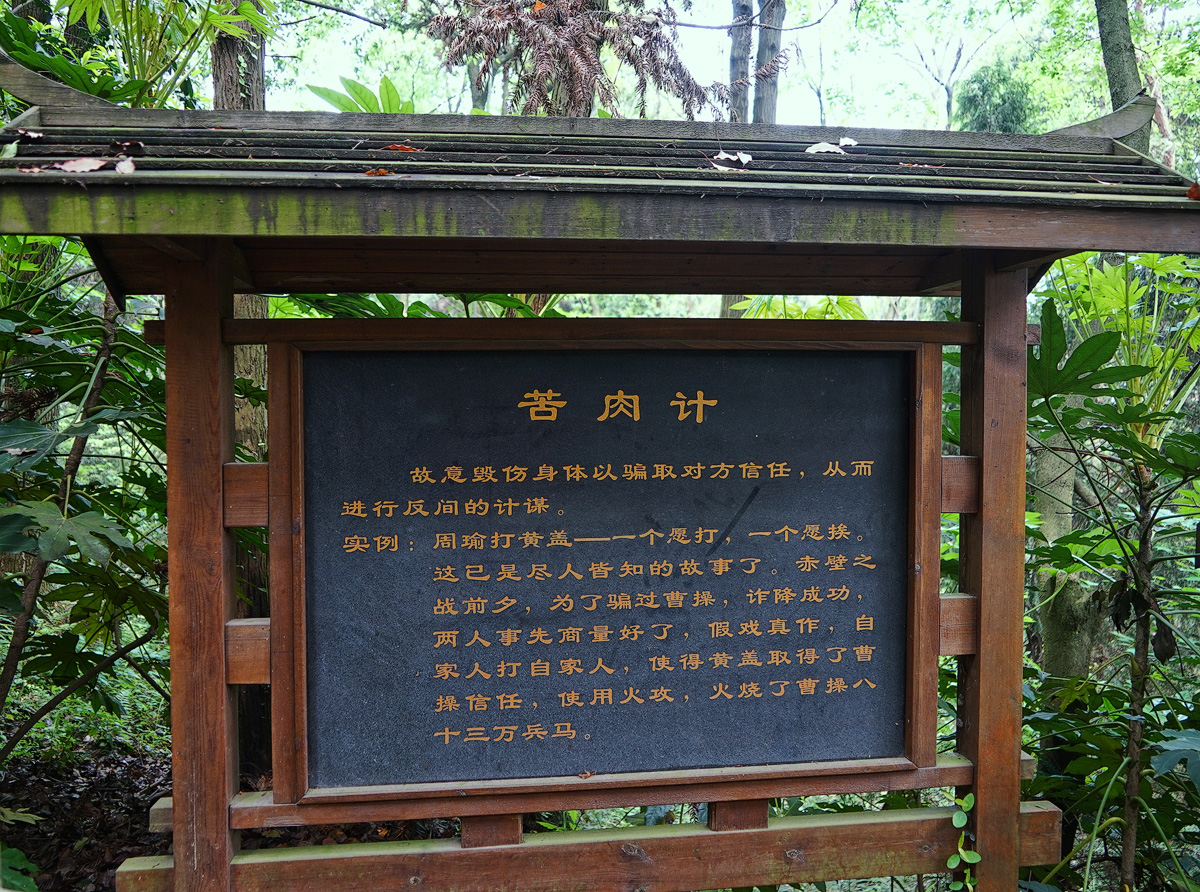 苦肉计
故意毁伤身体以骗取对方信任，从而
进行反间的计谋。
实例：周瑜打黄盖——一个愿打，一个愿挨。
这已是尽人皆知的故事了。赤壁之
战前夕，为了骗过曹操，诈降成功，
两人事先商量好了，假戏真作，自
家人打自家人，使得黄盖取得了曹
操信任，使用火攻，火烧了曹操八
十三万兵马。